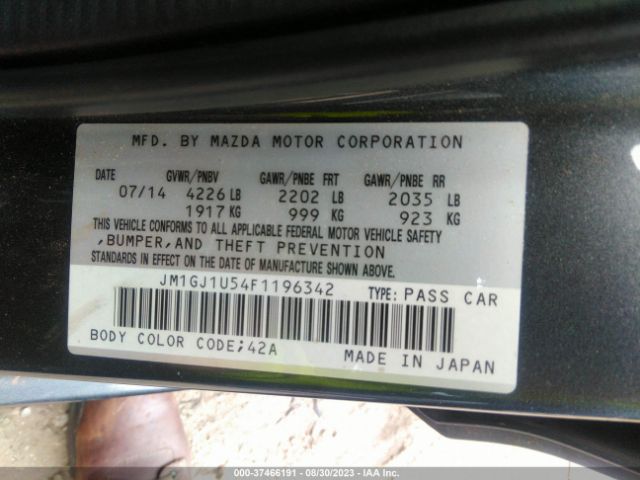 MFD. BY MAZDA MOTOR CORPORATION
DATE GVWR/PNBV GAWR/PNBE FRT GAWR/PNBE RR
07/14 4226 LB 2202 LB 2035 LB
1917 KG 999 KG 923 KG
THIS VEHICLE CONFORMS TO ALL APPLICABLE FEDERAL MOTOR VEHICLE SAFETY
,BUMPER,AND THEFT PREVENTION
STANDARDS IN EFFECT ON THE DATE OF MANUFACTURE SHOWN ABOVE.
JM1GJ1U54F1196342 TYPE: PASS CAR
BODY COLOR CODE;42A MADE IN JAPAN
000-37466191 - 08/30/2023 - IAA Inc.